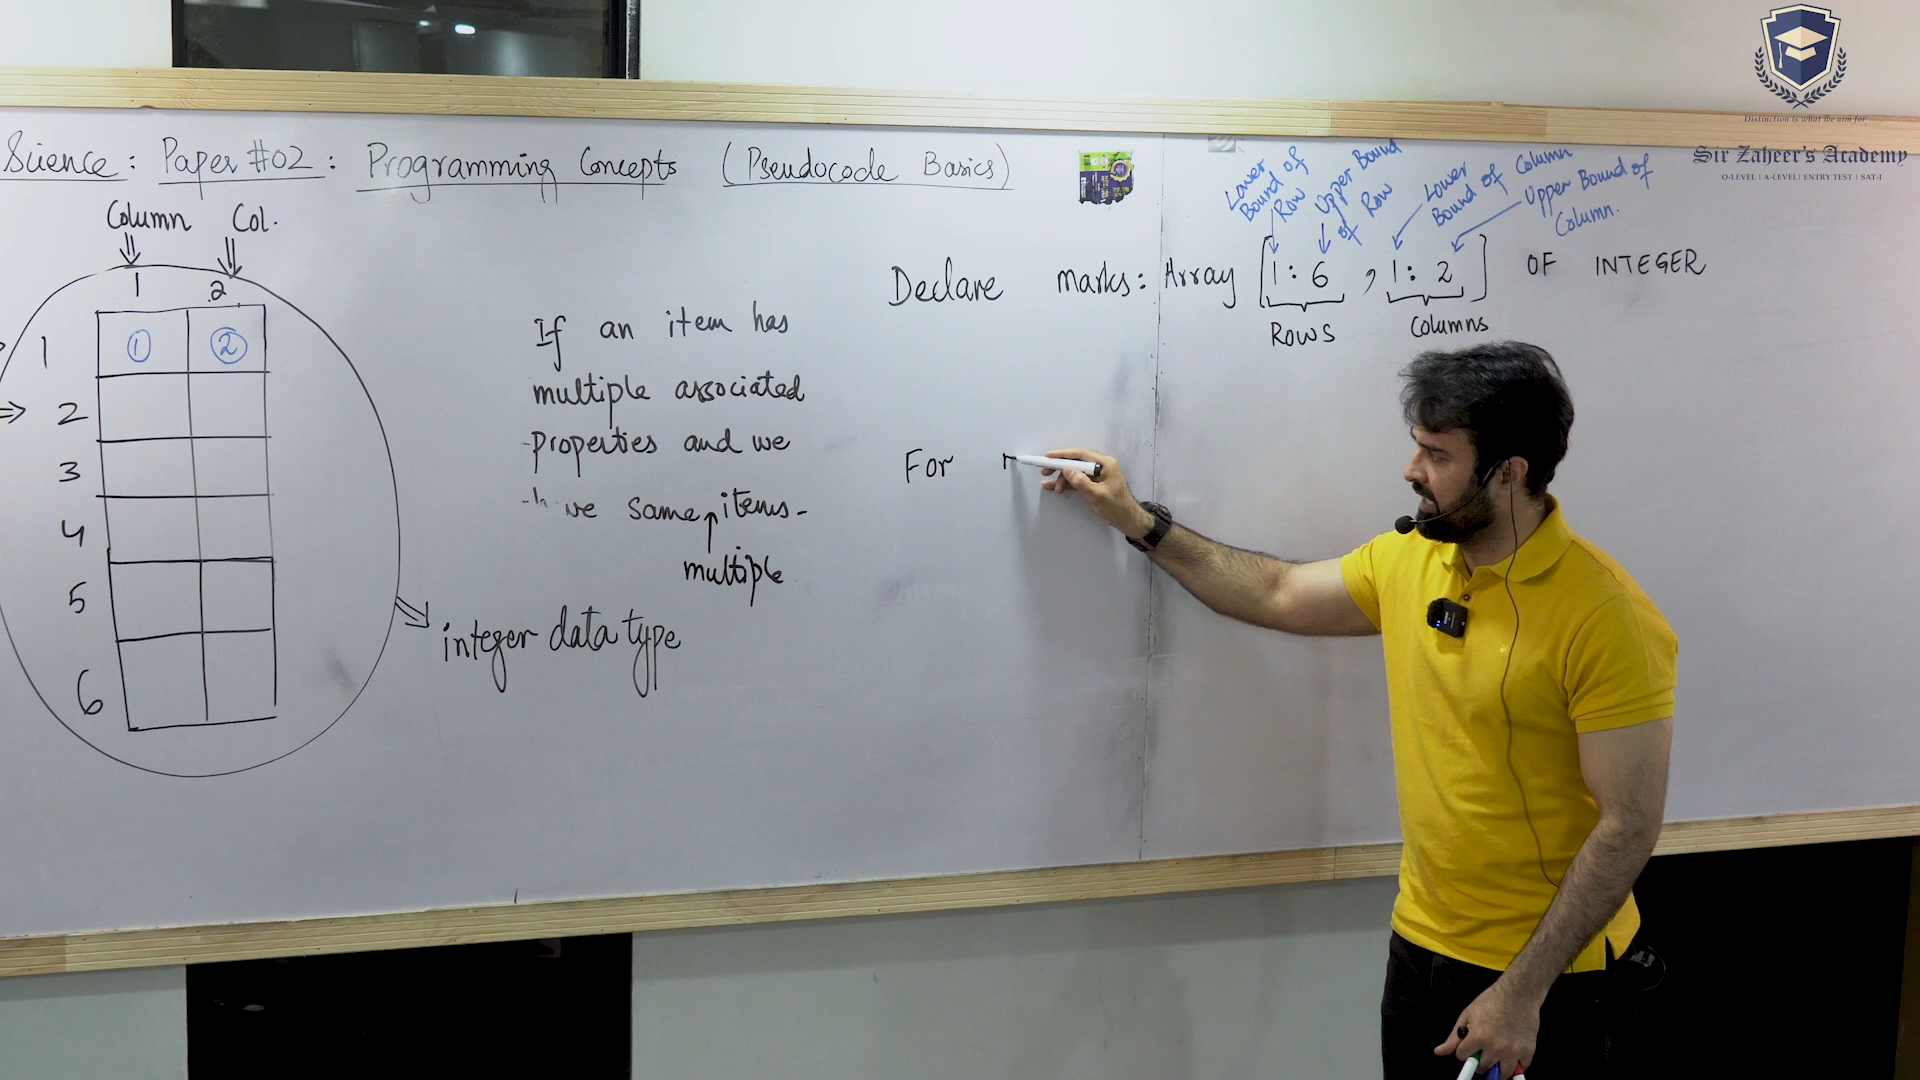 Science: Paper #02: Programming Concepts (Pseudocode Basics)
Column Col.
1 2
1 ① ②
2
3
4
5
6
If an item has
multiple associated
properties and we
same items.
multiple
integer data type
Lower Bound of Row
Upper Bound of Row
Lower Bound of Column
Upper Bound of Column.
Declare marks: Array [1:6, 1:2] OF INTEGER
ROWS Columns
For
Distinction is what we aim for
Sir Zaheer's Academy
O-LEVEL | A-LEVEL | ENTRY TEST | SAT-I